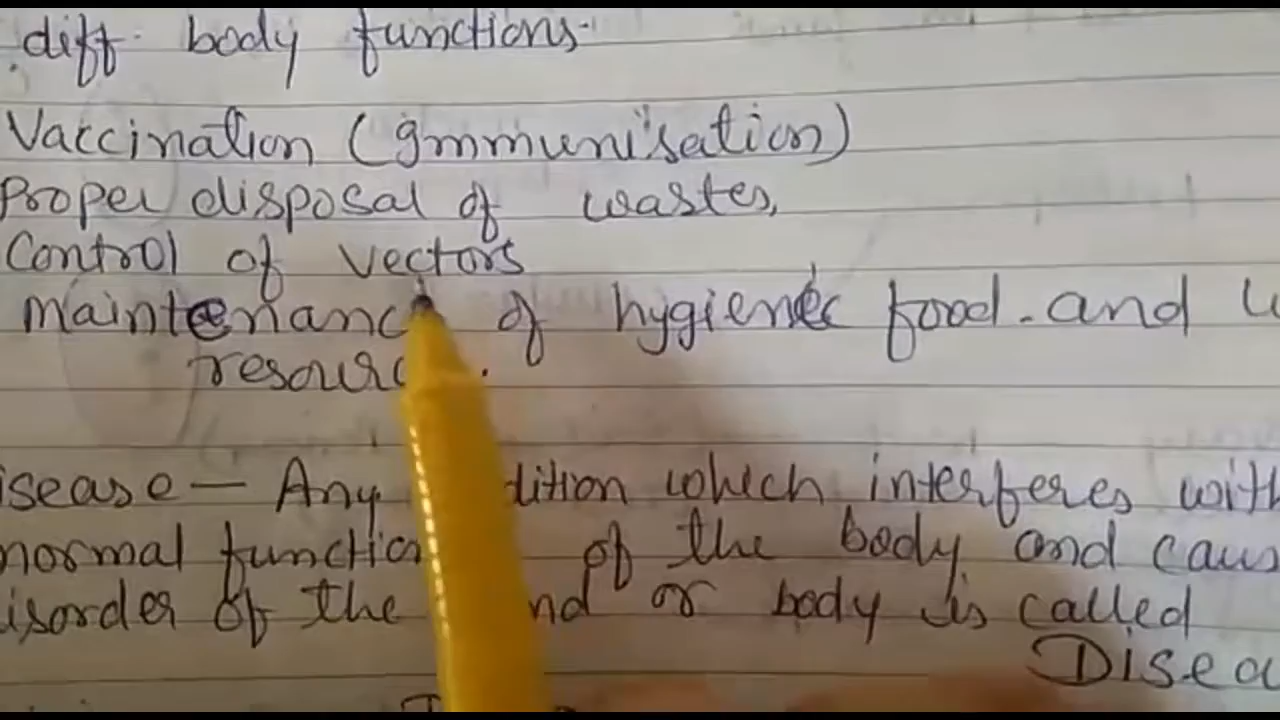 diff. body functions.
Vaccination (Immunisation)
Proper disposal of wastes,
Control of vectors
maintenanc of hygienic food and
resourc.
isease – Any dition which interferes with
normal function of the body and caus
isorder of the nd or body is called
Disea